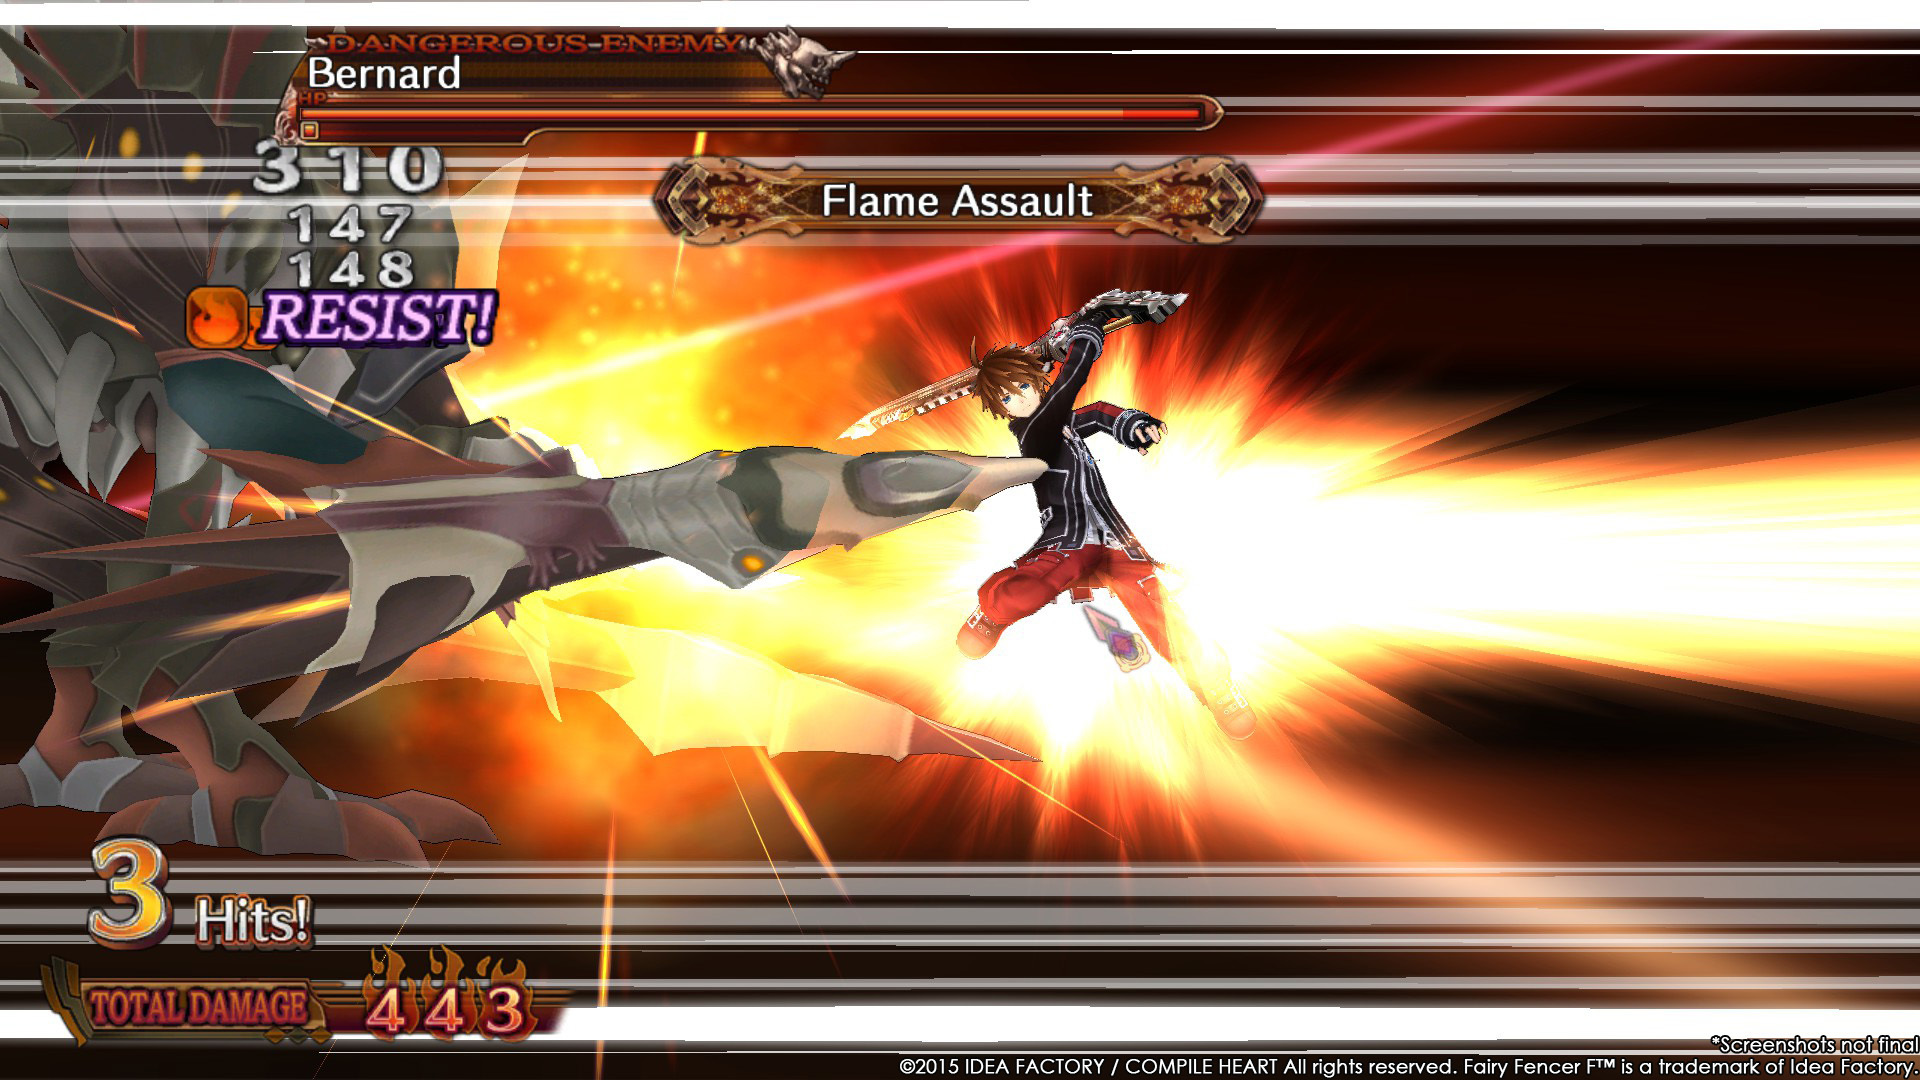 DANGEROUS-ENEMY
Bernard
HP
310
147
148
RESIST!
Flame Assault
3 Hits!
TOTAL DAMAGE 443
*Screenshots not final
©2015 IDEA FACTORY / COMPILE HEART All rights reserved. Fairy Fencer F™ is a trademark of Idea Factory.